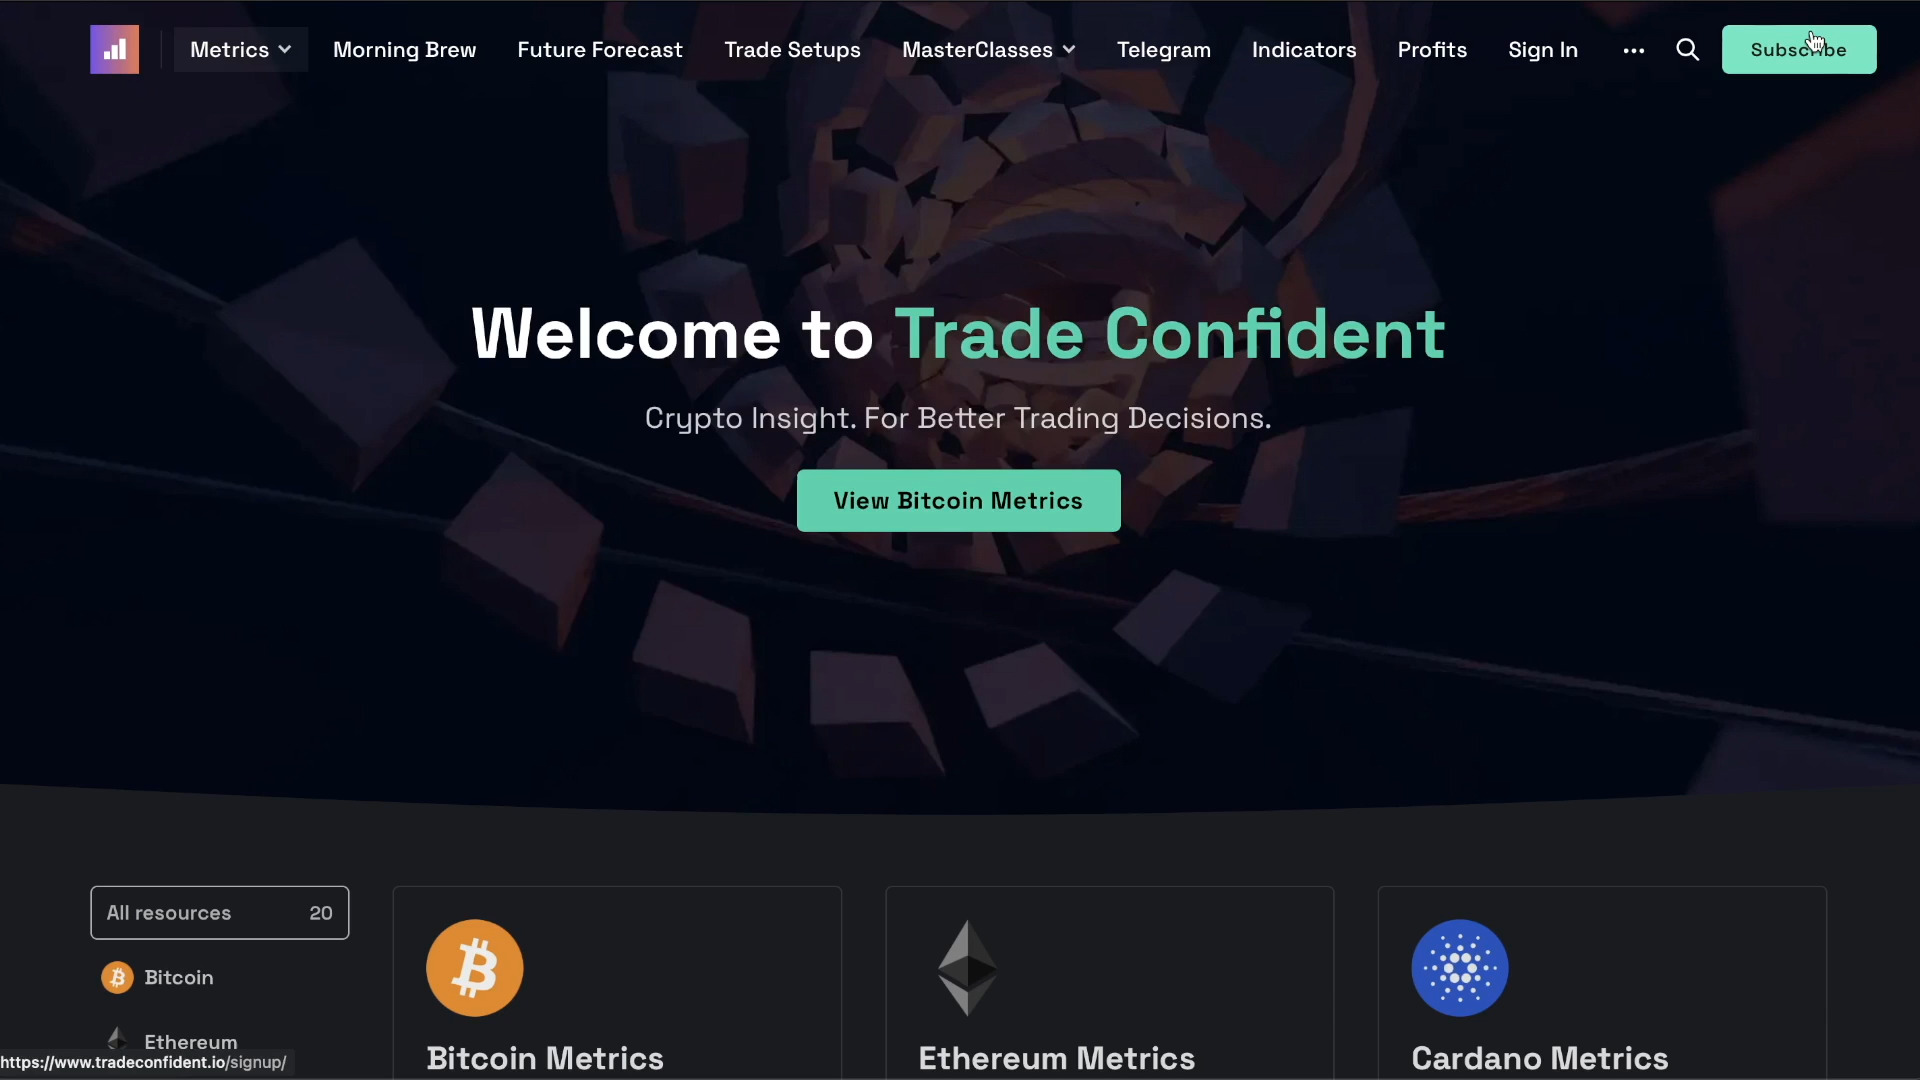 Metrics Morning Brew Future Forecast Trade Setups MasterClasses Telegram Indicators Profits Sign In ... Subscribe
Welcome to Trade Confident
Crypto Insight. For Better Trading Decisions.
View Bitcoin Metrics
All resources 20
Bitcoin
Ethereum
Bitcoin Metrics
Ethereum Metrics
Cardano Metrics
https://www.tradeconfident.io/signup/